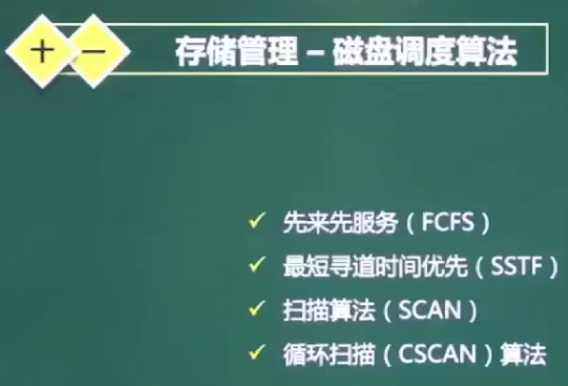 存储管理 – 磁盘调度算法
先来先服务（FCFS）
最短寻道时间优先（SSTF）
扫描算法（SCAN）
循环扫描（CSCAN）算法